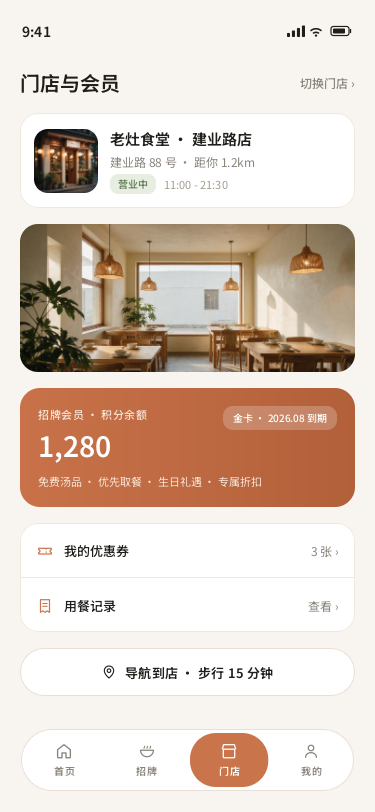 9:41
门店与会员
切换门店 ›
老灶食堂 · 建业路店
建业路 88 号 · 距你 1.2km
营业中 11:00 - 21:30
招牌会员 · 积分余额
金卡 · 2026.08 到期
1,280
免费汤品 · 优先取餐 · 生日礼遇 · 专属折扣
我的优惠券
3 张 ›
用餐记录
查看 ›
导航到店 · 步行 15 分钟
首页 招牌 门店 我的